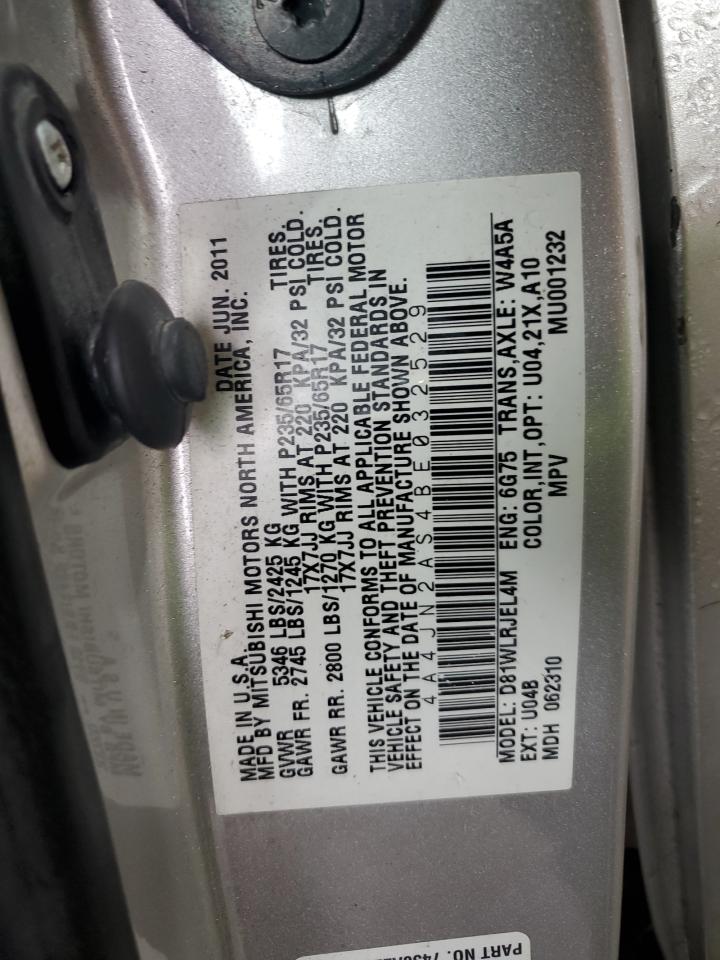 MADE IN U.S.A. DATE JUN. 2011
MFD BY MITSUBISHI MOTORS NORTH AMERICA, INC.
GVWR 5346 LBS/2425 KG
GAWR FR. 2745 LBS/1245 KG WITH P235/65R17 TIRES.
17X7JJ RIMS AT 220 KPA/32 PSI COLD.
GAWR RR. 2800 LBS/1270 KG WITH P235/65R17 TIRES.
17X7JJ RIMS AT 220 KPA/32 PSI COLD.
THIS VEHICLE CONFORMS TO ALL APPLICABLE FEDERAL MOTOR
VEHICLE SAFETY AND THEFT PREVENTION STANDARDS IN
EFFECT ON THE DATE OF MANUFACTURE SHOWN ABOVE.
4A4JN2AS4BE032529
MODEL: D81WLRJEL4M ENG: 6G75 TRANS,AXLE: W4A5A
EXT: U04B COLOR,INT,OPT: U04,21X,A10
MDH 062310 MPV MU001232
PART NO.